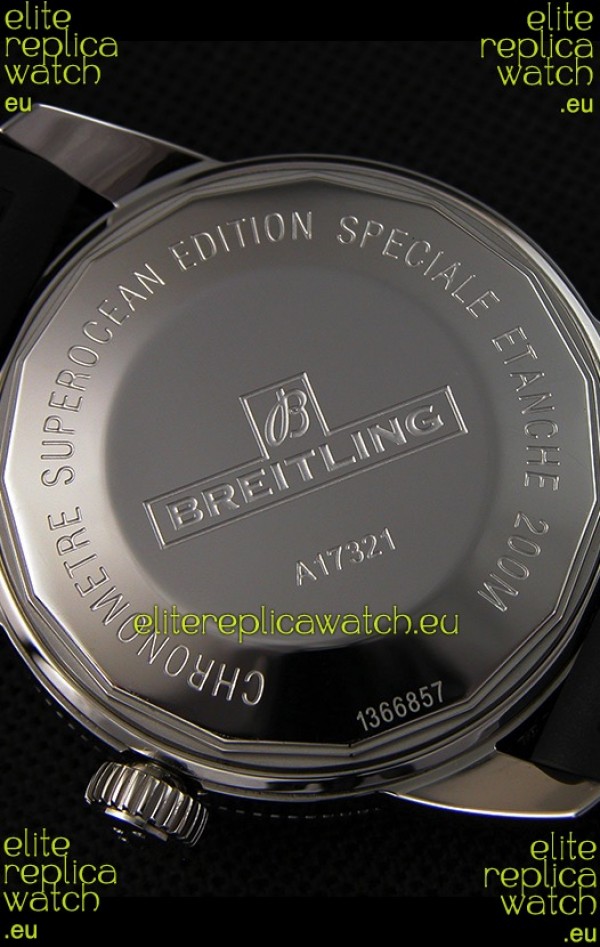 elite
replica
watch
.eu
elite
replica
watch
.eu
CHRONOMETRE SUPEROCEAN EDITION SPECIALE ETANCHE 200M
B
BREITLING
A17321
elitereplicawatch.eu
1366857
elite
replica
watch
.eu
elite
replica
watch
.eu